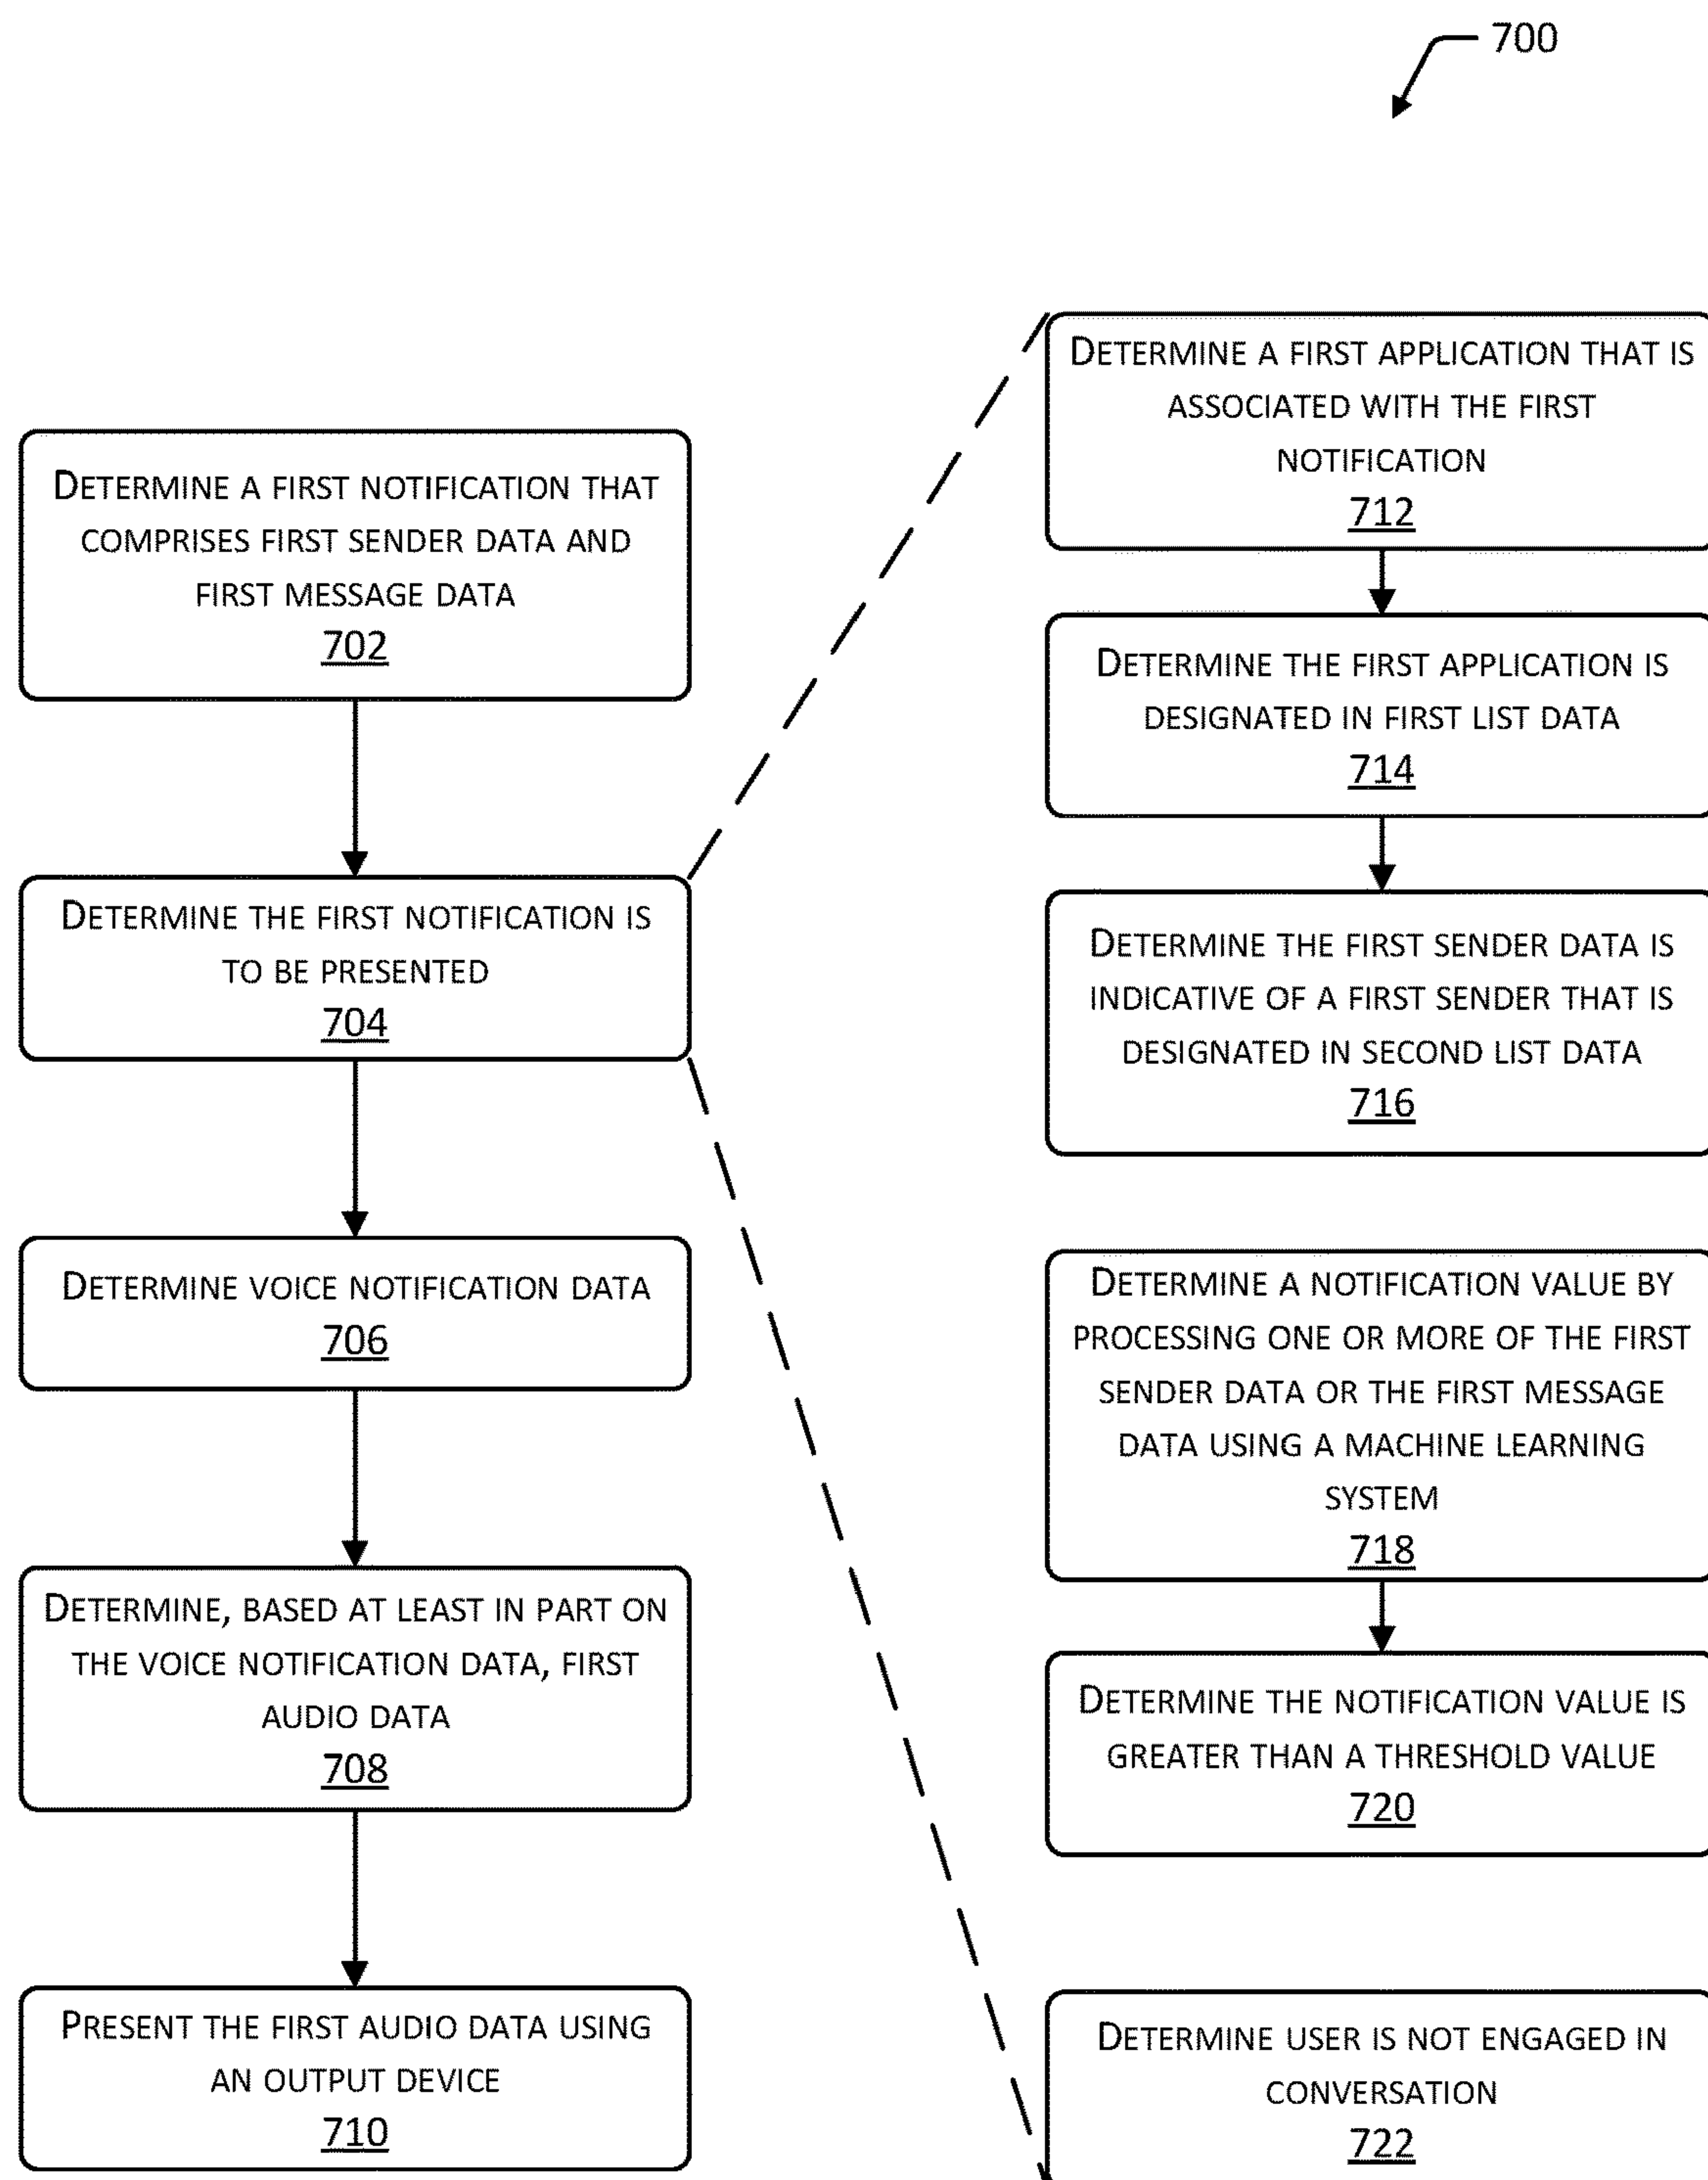 700
DETERMINE A FIRST NOTIFICATION THAT
COMPRISES FIRST SENDER DATA AND
FIRST MESSAGE DATA
702
DETERMINE THE FIRST NOTIFICATION IS
TO BE PRESENTED
704
DETERMINE VOICE NOTIFICATION DATA
706
DETERMINE, BASED AT LEAST IN PART ON
THE VOICE NOTIFICATION DATA, FIRST
AUDIO DATA
708
PRESENT THE FIRST AUDIO DATA USING
AN OUTPUT DEVICE
710
DETERMINE A FIRST APPLICATION THAT IS
ASSOCIATED WITH THE FIRST
NOTIFICATION
712
DETERMINE THE FIRST APPLICATION IS
DESIGNATED IN FIRST LIST DATA
714
DETERMINE THE FIRST SENDER DATA IS
INDICATIVE OF A FIRST SENDER THAT IS
DESIGNATED IN SECOND LIST DATA
716
DETERMINE A NOTIFICATION VALUE BY
PROCESSING ONE OR MORE OF THE FIRST
SENDER DATA OR THE FIRST MESSAGE
DATA USING A MACHINE LEARNING
SYSTEM
718
DETERMINE THE NOTIFICATION VALUE IS
GREATER THAN A THRESHOLD VALUE
720
DETERMINE USER IS NOT ENGAGED IN
CONVERSATION
722